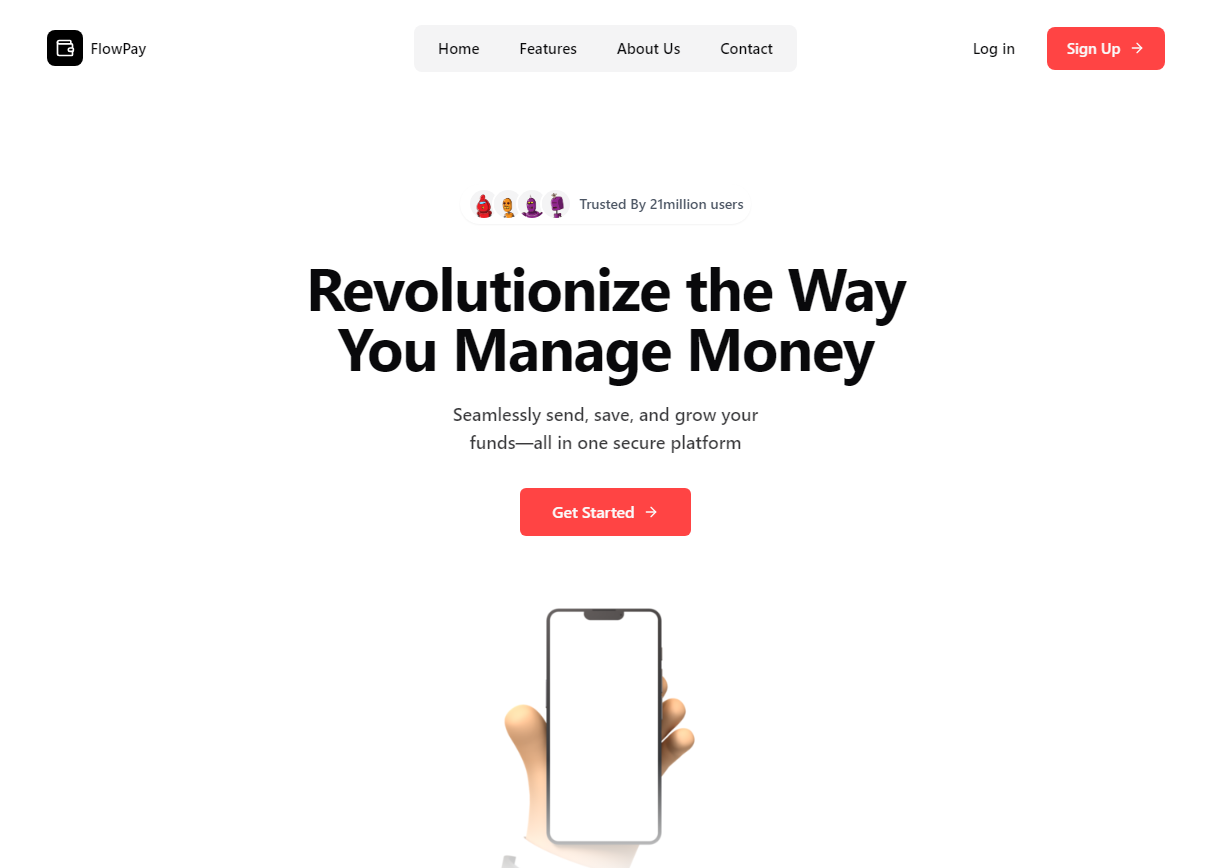 FlowPay
Home
Features
About Us
Contact
Log in
Sign Up
Trusted By 21million users
Revolutionize the Way
You Manage Money
Seamlessly send, save, and grow your
funds—all in one secure platform
Get Started